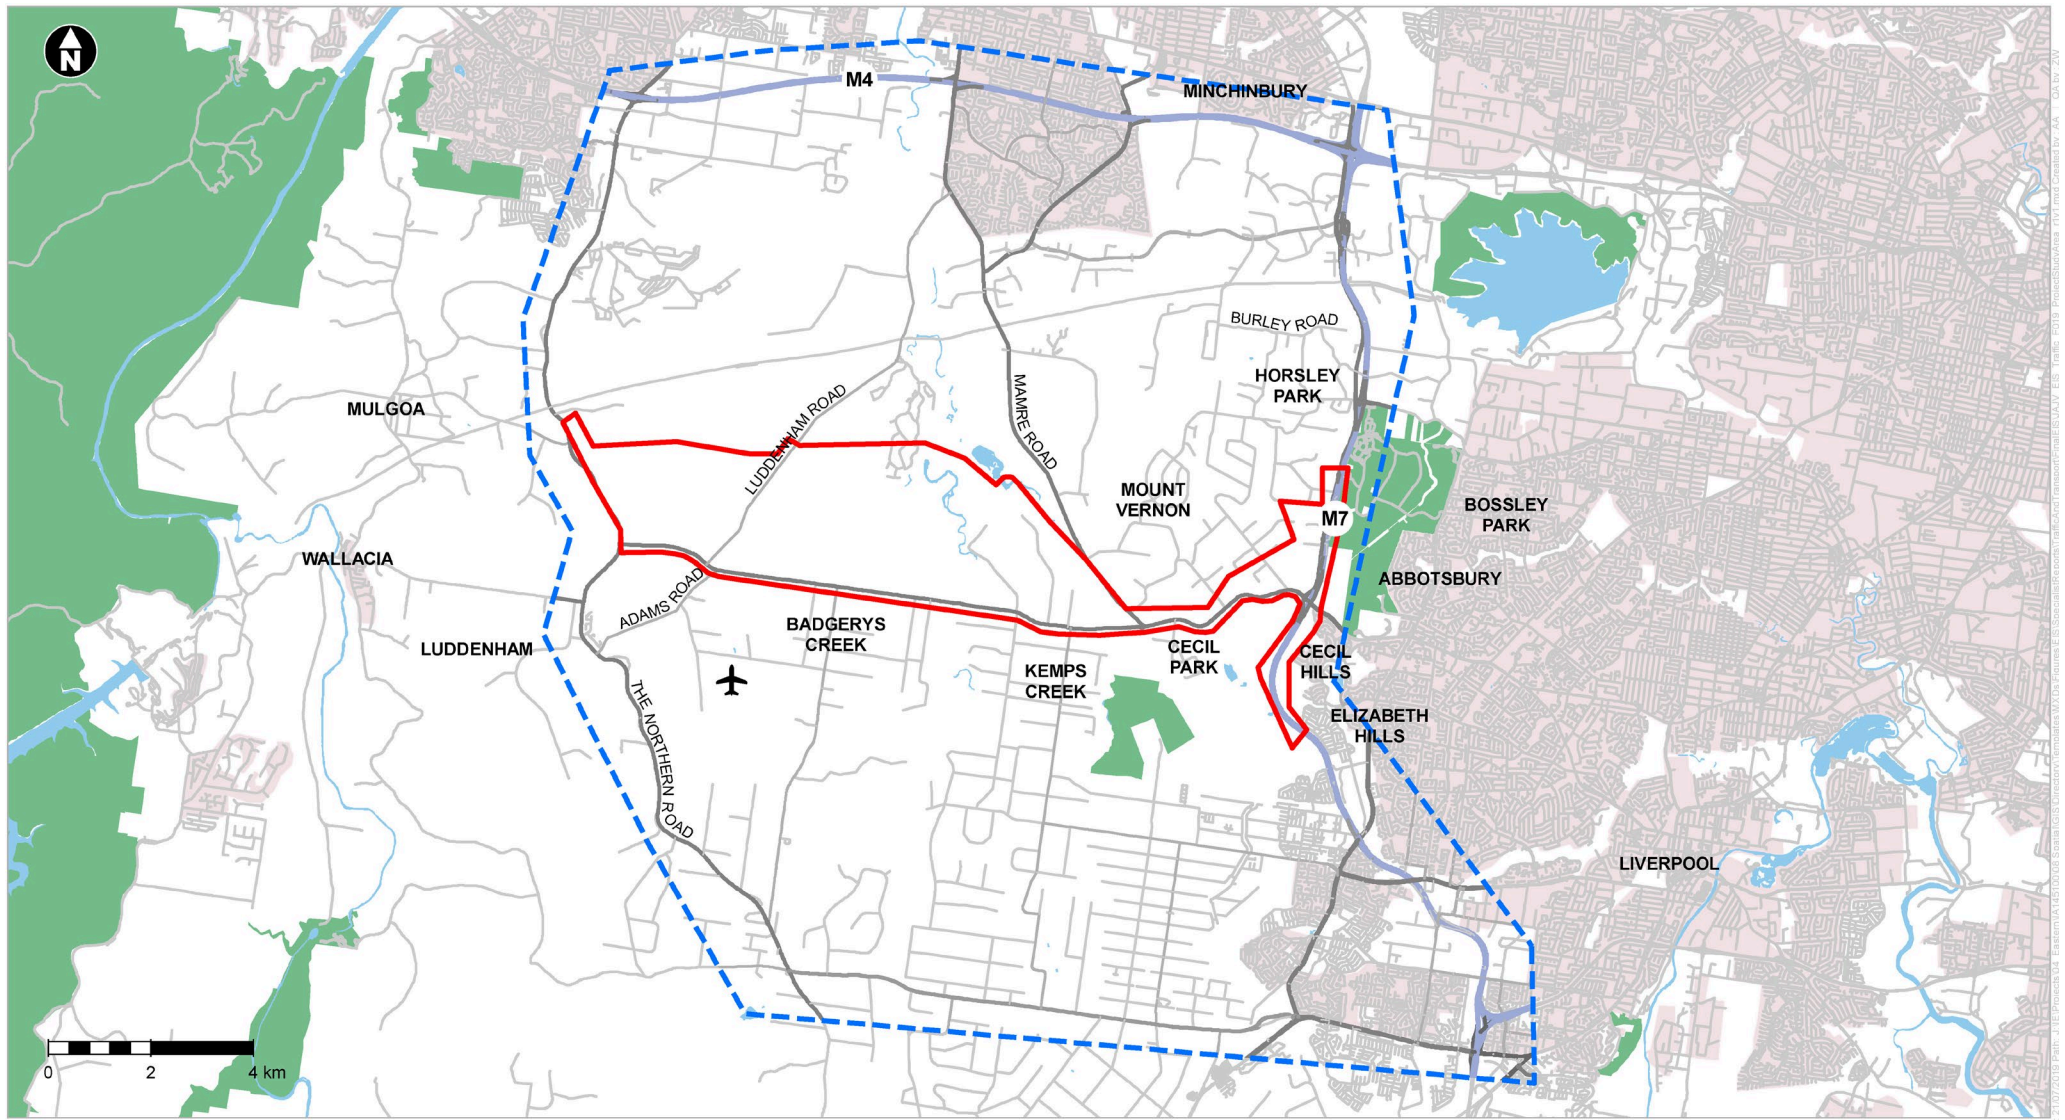 N
M4
MINCHINBURY
BURLEY ROAD
HORSLEY
PARK
MULGOA
LUDDENHAM ROAD
MAMRE ROAD
MOUNT
VERNON
M7
BOSSLEY
PARK
WALLACIA
ABBOTSBURY
ADAMS ROAD
BADGERYS
CREEK
LUDDENHAM
CECIL
PARK
CECIL
HILLS
KEMPS
CREEK
ELIZABETH
HILLS
THE NORTHERN ROAD
LIVERPOOL
0 2 4 km